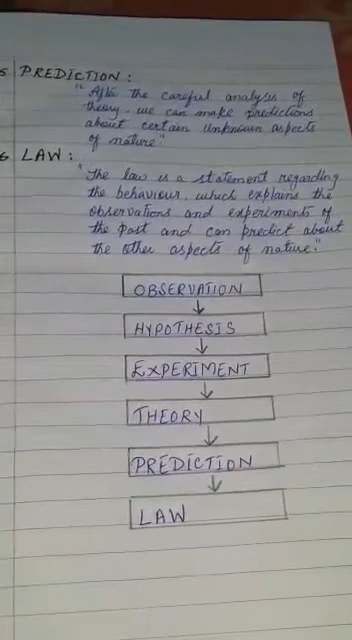 5. PREDICTION:
"After the careful analysis of
theory. we can make predictions
about certain unknown aspects
of nature."
6 LAW:
"The law is a statement regarding
the behaviour. which explains the
observations and experiments of
the past and can predict about
the other aspects of nature."
OBSERVATION
HYPOTHESIS
EXPERIMENT
THEORY
PREDICTION
LAW